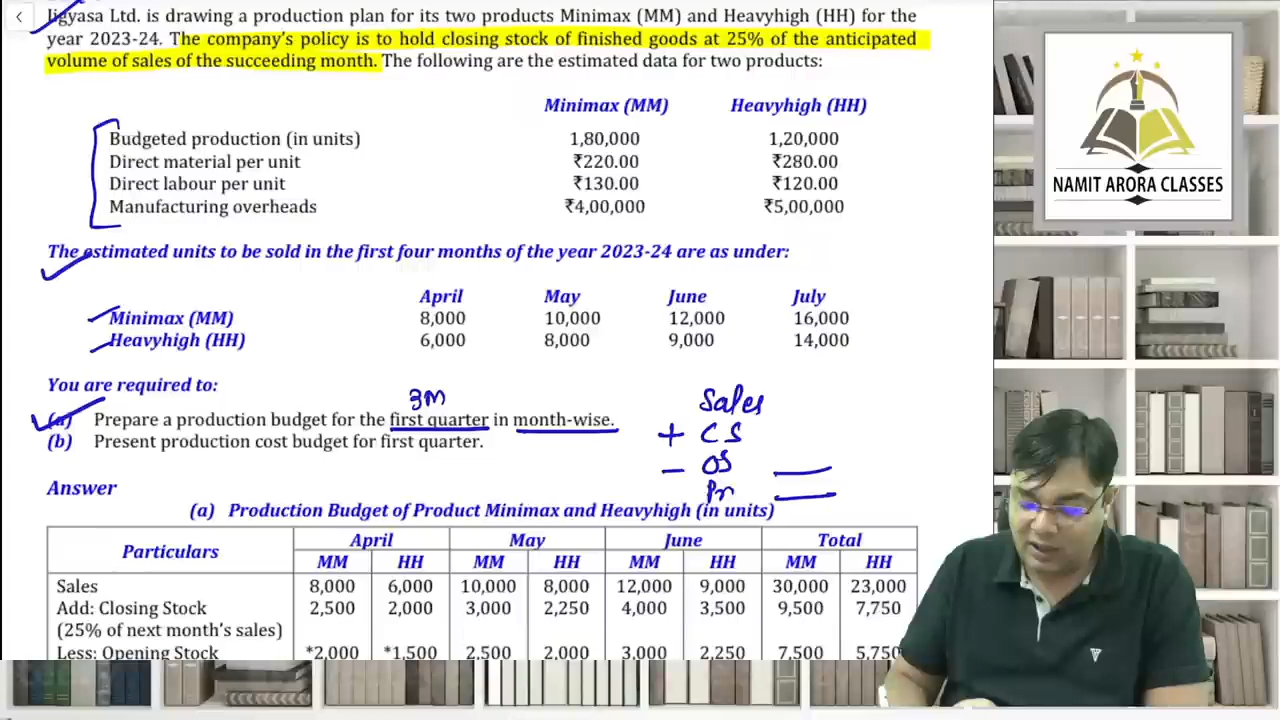 Jigyasa Ltd. is drawing a production plan for its two products Minimax (MM) and Heavyhigh (HH) for the
year 2023-24. The company's policy is to hold closing stock of finished goods at 25% of the anticipated
volume of sales of the succeeding month. The following are the estimated data for two products:
Minimax (MM) Heavyhigh (HH)
Budgeted production (in units) 1,80,000 1,20,000
Direct material per unit ₹220.00 ₹280.00
Direct labour per unit ₹130.00 ₹120.00
Manufacturing overheads ₹4,00,000 ₹5,00,000
The estimated units to be sold in the first four months of the year 2023-24 are as under:
April May June July
Minimax (MM) 8,000 10,000 12,000 16,000
Heavyhigh (HH) 6,000 8,000 9,000 14,000
You are required to:
3M
(a) Prepare a production budget for the first quarter in month-wise.
(b) Present production cost budget for first quarter.
Sales
+ CS
- OS
Pn
Answer
(a) Production Budget of Product Minimax and Heavyhigh (in units)
Particulars April May June Total
MM HH MM HH MM HH MM HH
Sales 8,000 6,000 10,000 8,000 12,000 9,000 30,000 23,000
Add: Closing Stock 2,500 2,000 3,000 2,250 4,000 3,500 9,500 7,750
(25% of next month's sales)
Less: Opening Stock *2,000 *1,500 2,500 2,000 3,000 2,250 7,500 5,750
NAMIT ARORA CLASSES